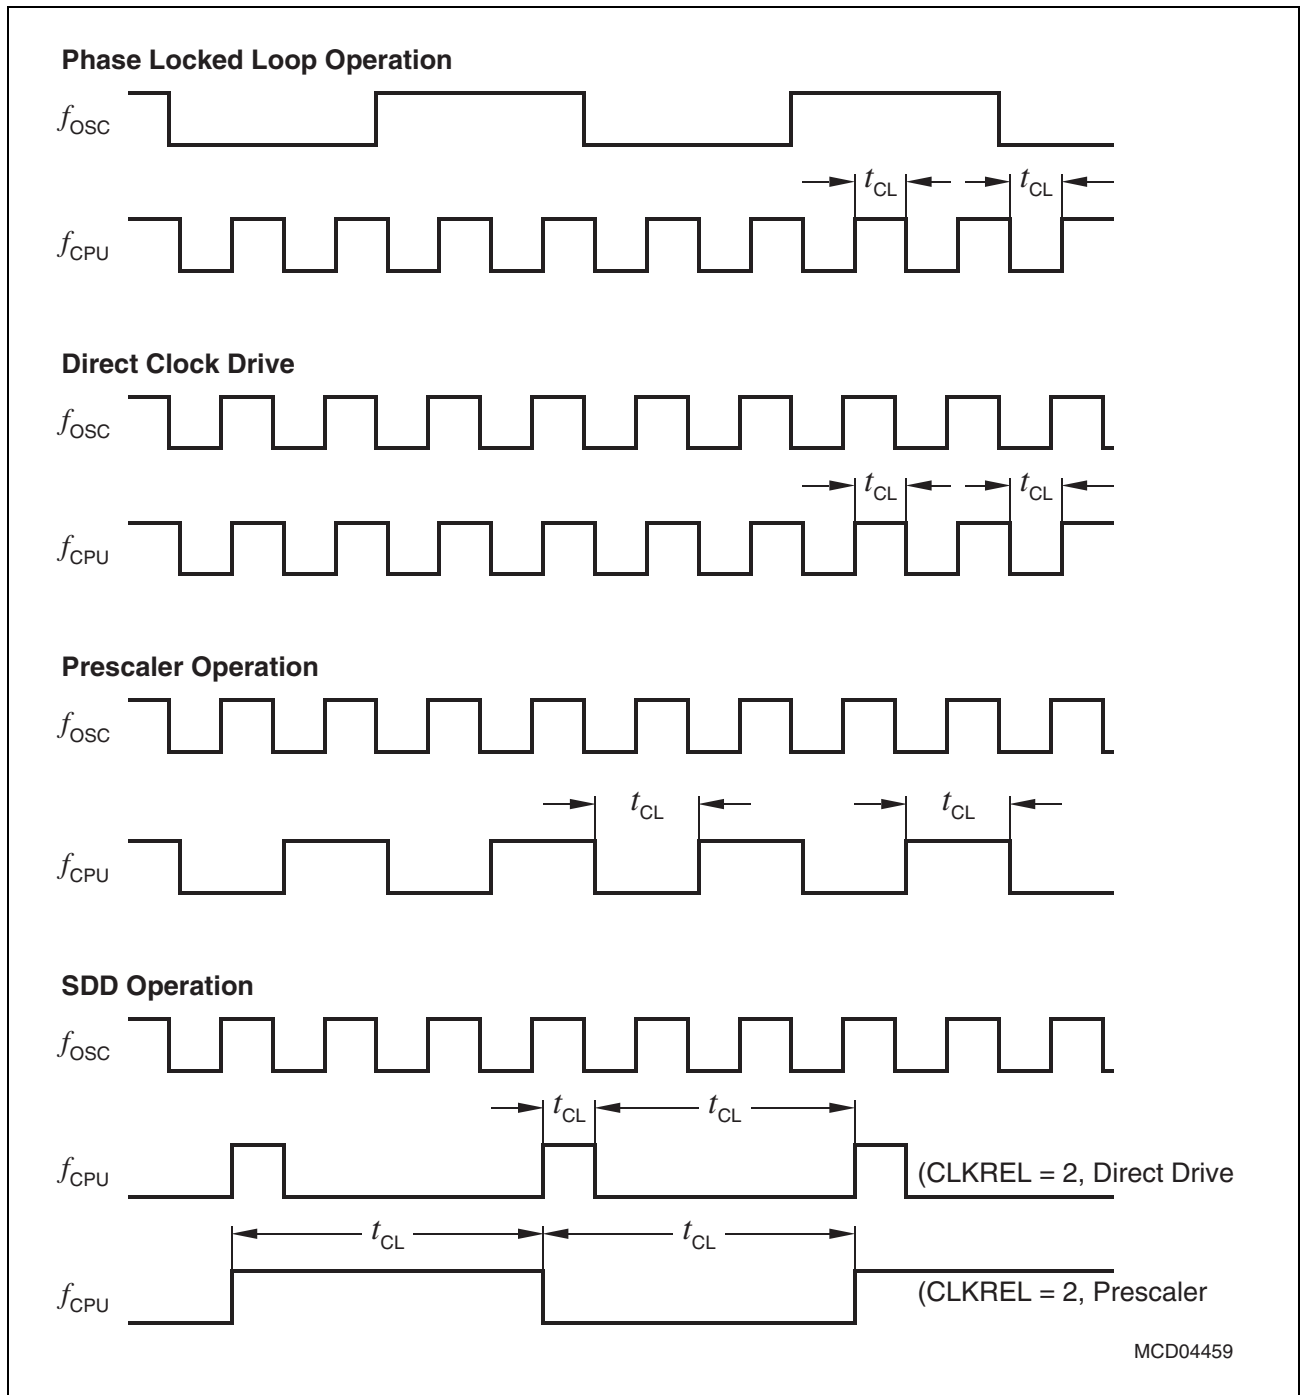 Phase Locked Loop Operation
fOSC
tCL tCL
fCPU
Direct Clock Drive
fOSC
tCL tCL
fCPU
Prescaler Operation
fOSC
tCL tCL
fCPU
SDD Operation
fOSC
tCL tCL
fCPU (CLKREL = 2, Direct Drive
tCL tCL
fCPU (CLKREL = 2, Prescaler
MCD04459